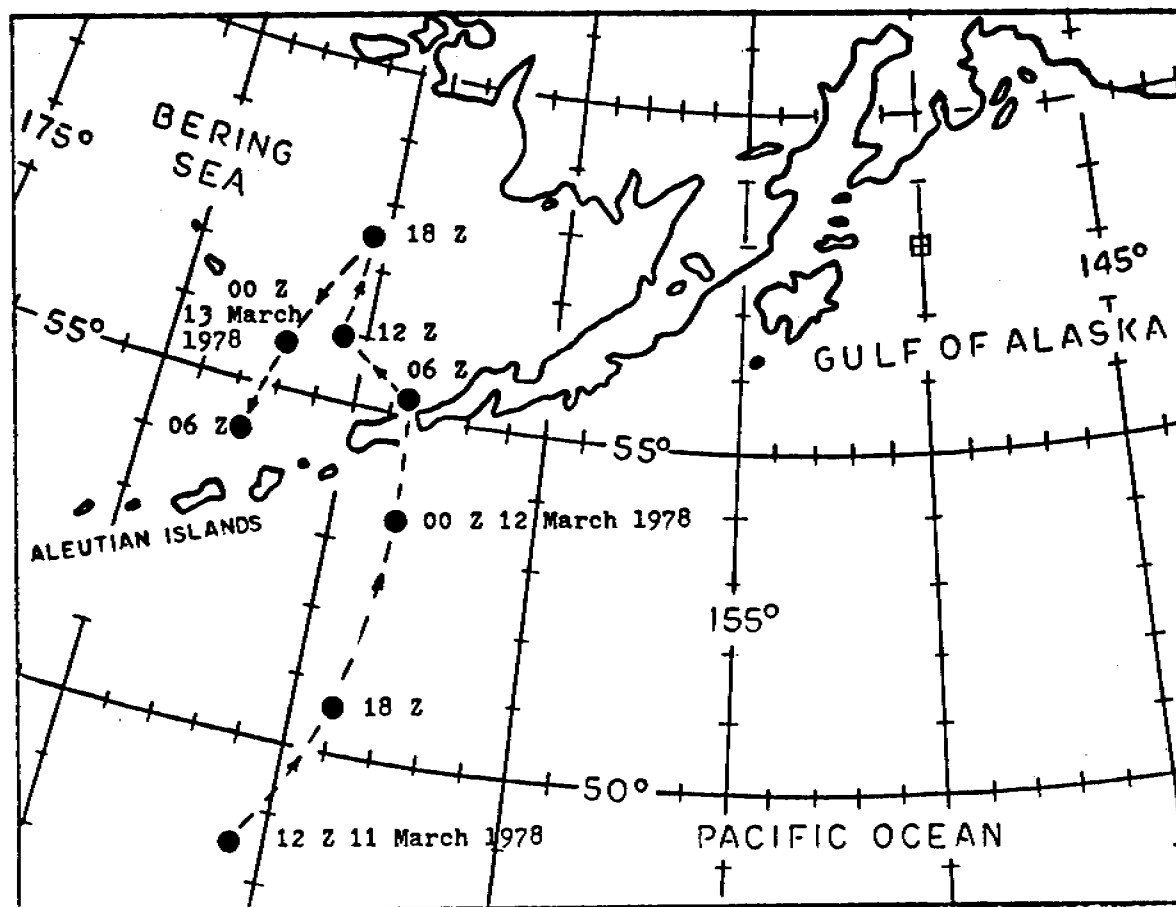 175°
BERING
SEA
18 Z
145°
00 Z
13 March
1978
55°
12 Z
GULF OF ALASKA
06 Z
06 Z
55°
ALEUTIAN ISLANDS
00 Z 12 March 1978
155°
18 Z
50°
12 Z 11 March 1978
PACIFIC OCEAN